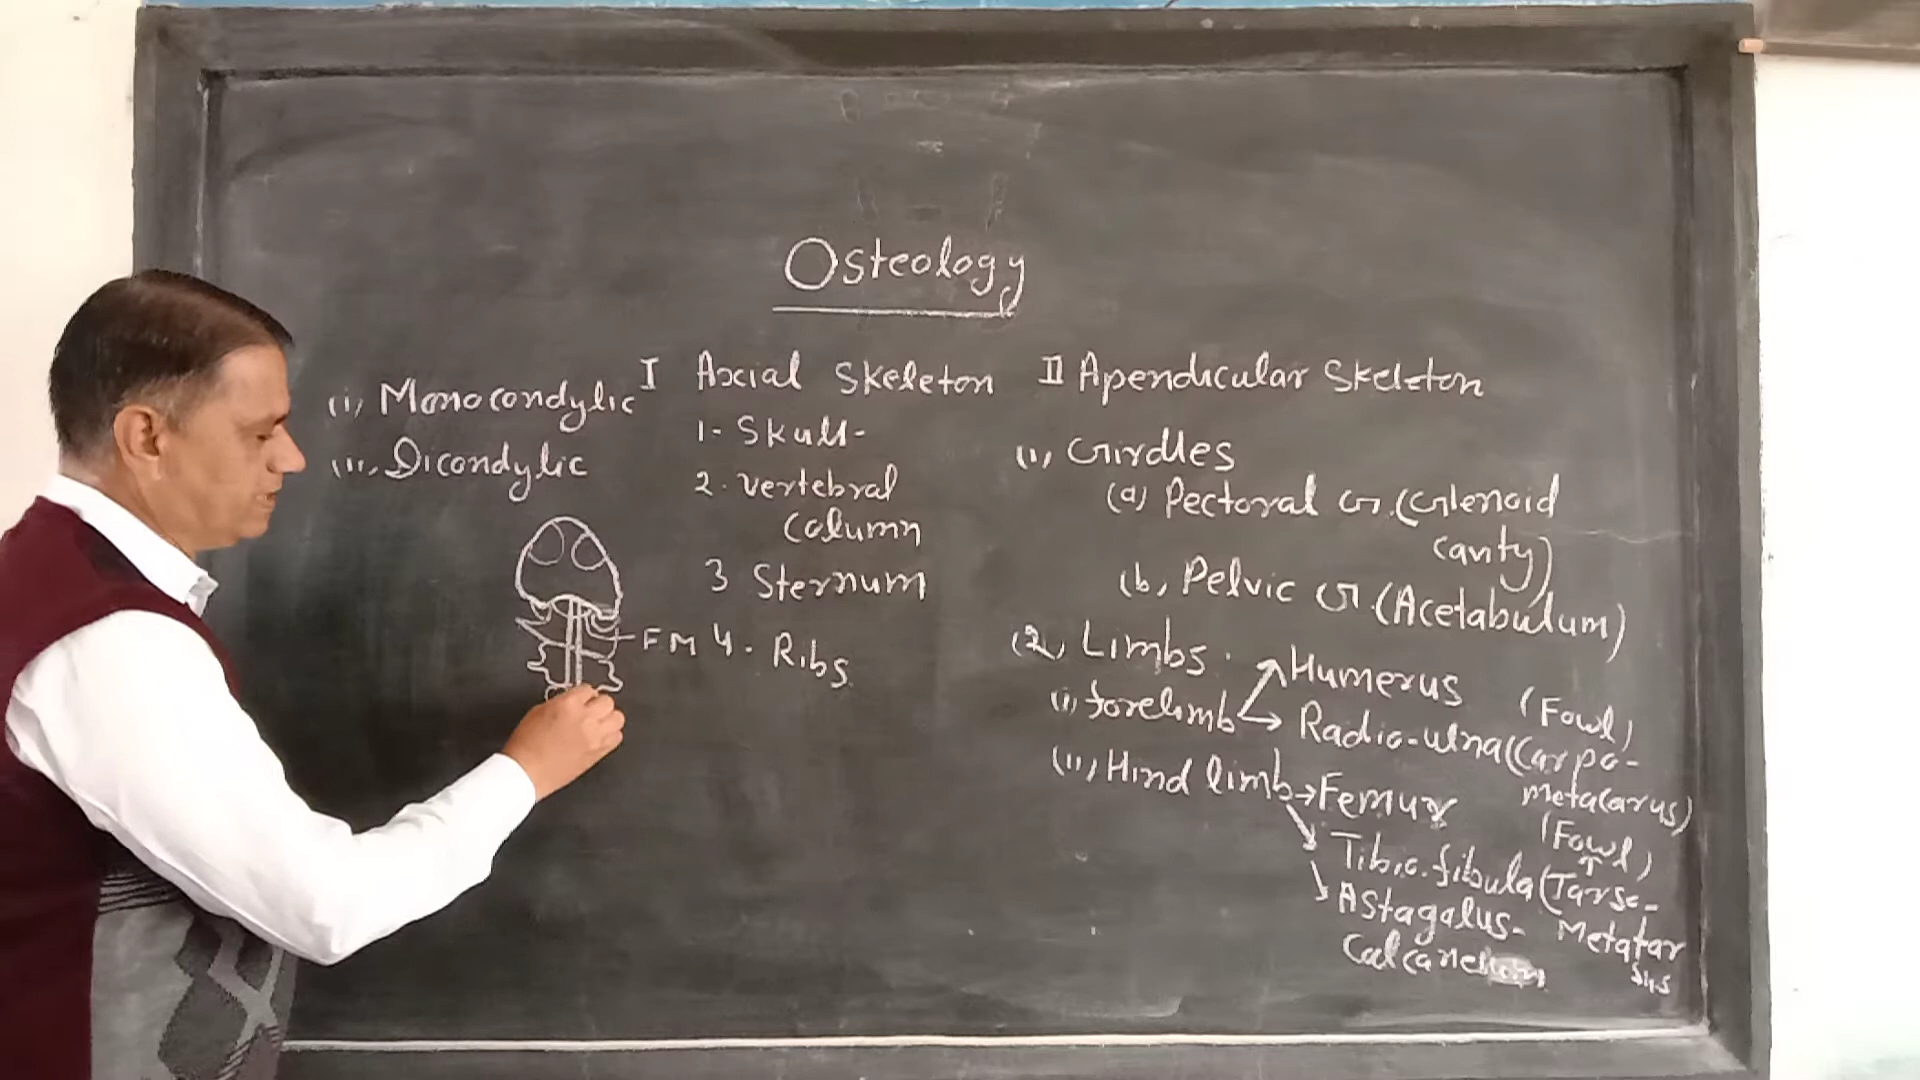 Osteology
(i) Monocondylic
(ii) Dicondylic
FM
I Axial Skeleton
1- Skull-
2. Vertebral
Column
3 Sternum
4. Ribs
II Apendicular Skeleton
(1) Girdles
(a) Pectoral G. (Glenoid
Cavity)
(b) Pelvic G. (Acetabulum)
(2) Limbs.
(i) forelimb → Humerus
→ Radio-ulna (Carpo-
metacarus)
(Fowl)
(ii) Hind limb → Femur
(Fowl)
↑
Tibio.fibula (Tarso-
Metatar
sus
Astagalus-
Calcaneum